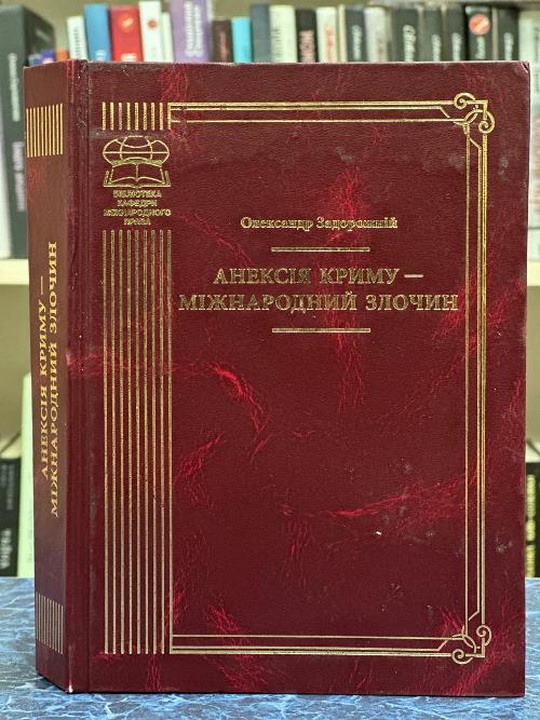 БІБЛІОТЕКА
КАФЕДРИ
МІЖНАРОДНОГО
ПРАВА
Олександр Задорожній
АНЕКСІЯ КРИМУ —
МІЖНАРОДНИЙ ЗЛОЧИН
АНЕКСІЯ КРИМУ —
МІЖНАРОДНИЙ ЗЛОЧИН